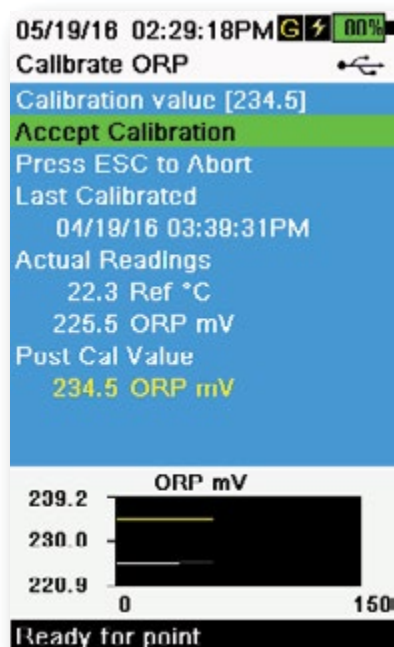 05/19/16 02:29:18PM G 00%
Calibrate ORP
Calibration value [234.5]
Accept Calibration
Press ESC to Abort
Last Calibrated
04/19/16 03:39:31PM
Actual Readings
22.3 Ref °C
225.5 ORP mV
Post Cal Value
234.5 ORP mV
ORP mV
239.2
230.0
220.9
0 150
Ready for point